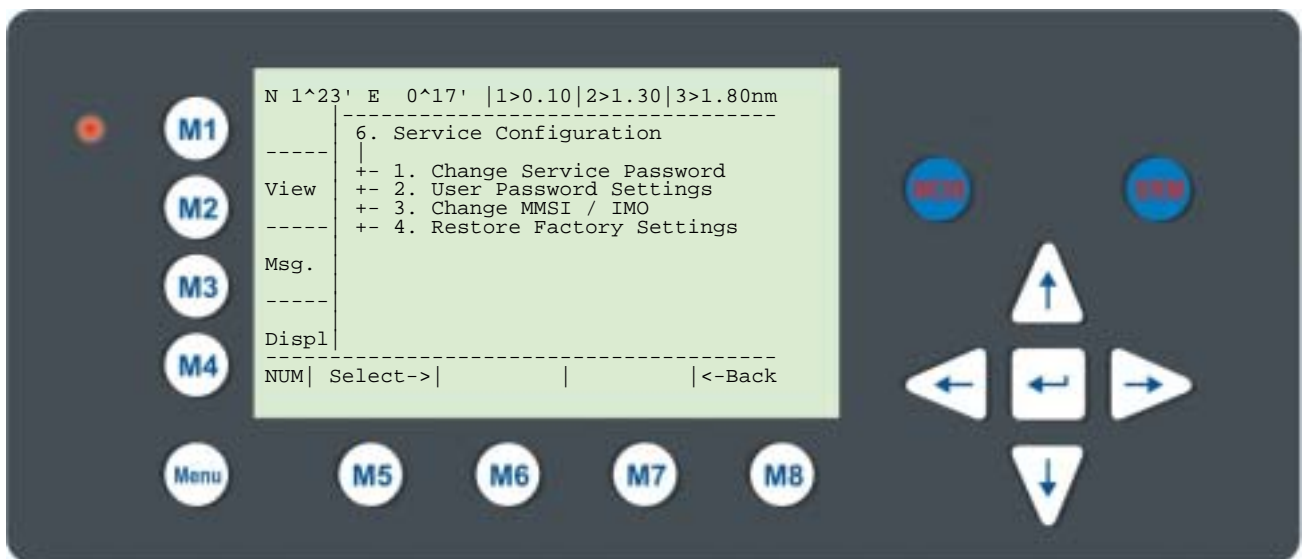 N 1^23' E  0^17' |1>0.10|2>1.30|3>1.80nm
6. Service Configuration
+- 1. Change Service Password
View
+- 2. User Password Settings
+- 3. Change MMSI / IMO
+- 4. Restore Factory Settings
Msg.
Displ
NUM| Select->| | |<-Back
M1
M2
M3
M4
Menu
M5
M6
M7
M8